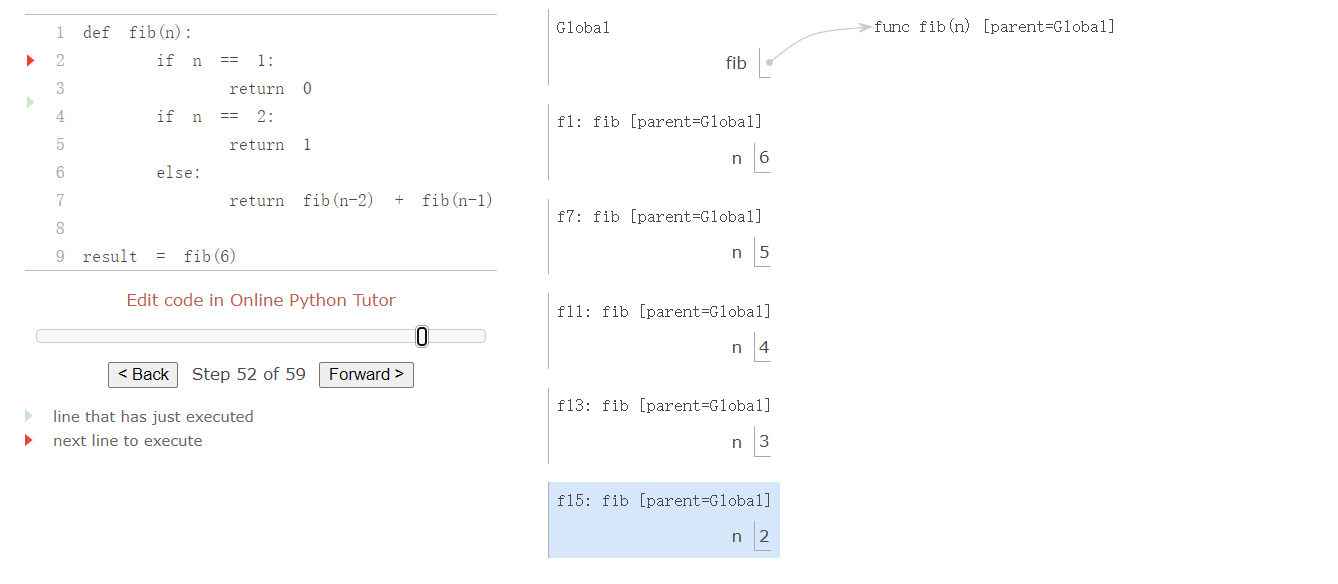 1 def fib(n):
2 if n == 1:
3 return 0
4 if n == 2:
5 return 1
6 else:
7 return fib(n-2) + fib(n-1)
8
9 result = fib(6)
Edit code in Online Python Tutor
< Back Step 52 of 59 Forward >
line that has just executed
next line to execute
Global
fib
func fib(n) [parent=Global]
f1: fib [parent=Global]
n 6
f7: fib [parent=Global]
n 5
f11: fib [parent=Global]
n 4
f13: fib [parent=Global]
n 3
f15: fib [parent=Global]
n 2